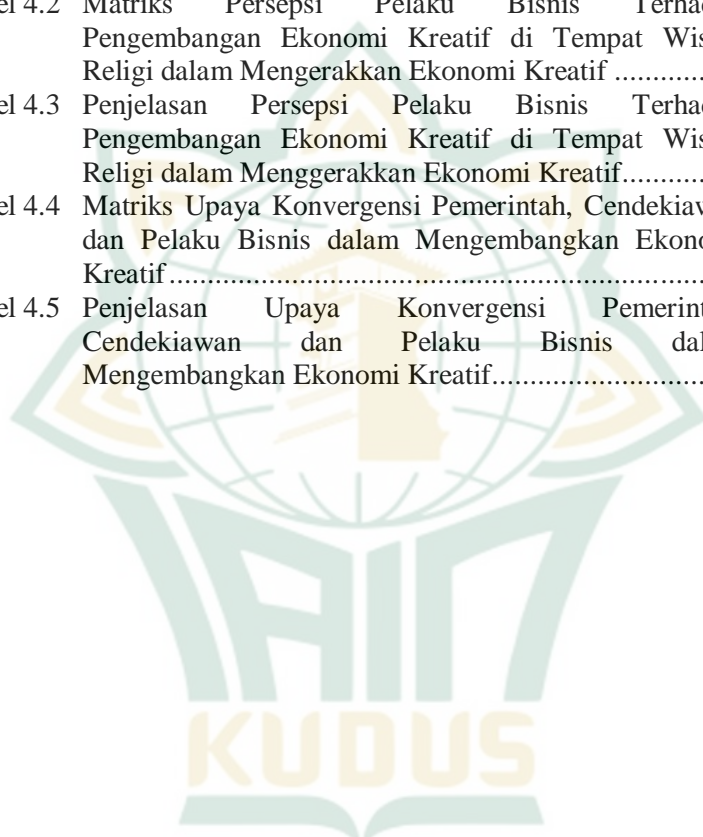 el 4.2 Matriks Persepsi Pelaku Bisnis Terhad
Pengembangan Ekonomi Kreatif di Tempat Wis
Religi dalam Mengerakkan Ekonomi Kreatif ............
el 4.3 Penjelasan Persepsi Pelaku Bisnis Terhad
Pengembangan Ekonomi Kreatif di Tempat Wis
Religi dalam Menggerakkan Ekonomi Kreatif...........
el 4.4 Matriks Upaya Konvergensi Pemerintah, Cendekiaw
dan Pelaku Bisnis dalam Mengembangkan Ekono
Kreatif ......................................................................
el 4.5 Penjelasan Upaya Konvergensi Pemerint
Cendekiawan dan Pelaku Bisnis dal
Mengembangkan Ekonomi Kreatif............................
IAIN
KUDUS